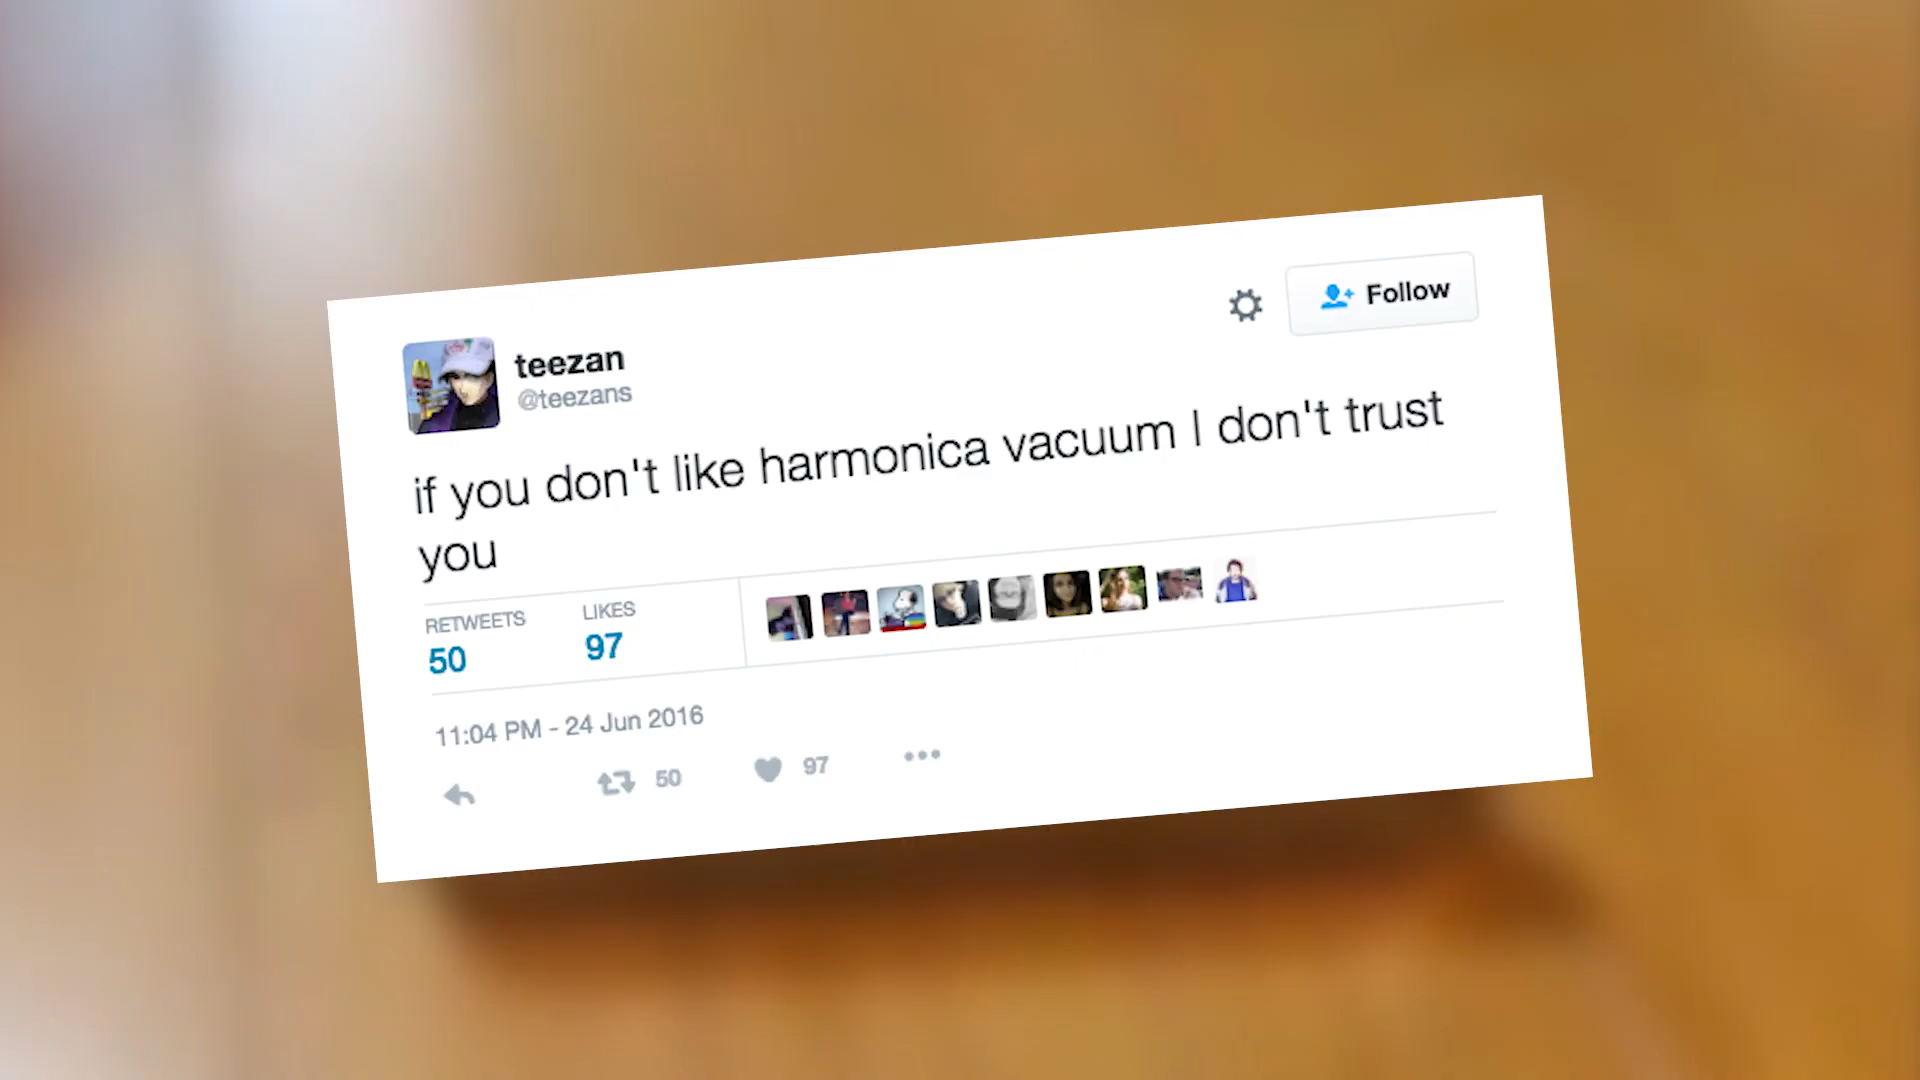 teezan
@teezans
Follow
if you don't like harmonica vacuum I don't trust
you
RETWEETS
50
LIKES
97
11:04 PM - 24 Jun 2016
50
97